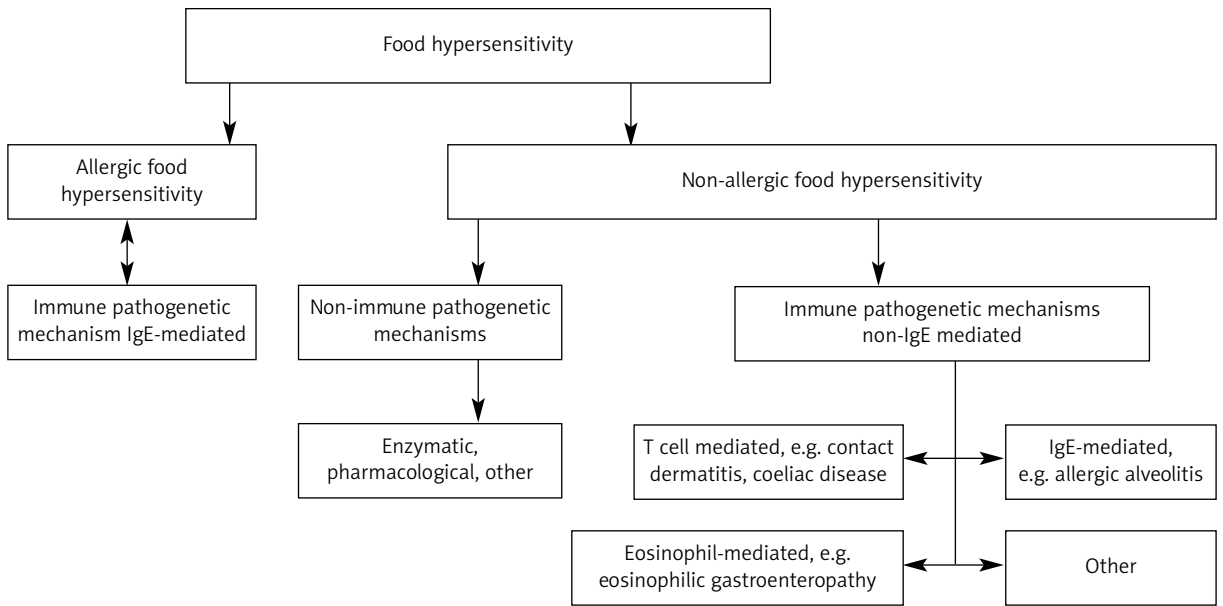 Food hypersensitivity
Allergic food
hypersensitivity
Non-allergic food hypersensitivity
Immune pathogenetic
mechanism IgE-mediated
Non-immune pathogenetic
mechanisms
Immune pathogenetic mechanisms
non-IgE mediated
Enzymatic,
pharmacological, other
T cell mediated, e.g. contact
dermatitis, coeliac disease
IgE-mediated,
e.g. allergic alveolitis
Eosinophil-mediated, e.g.
eosinophilic gastroenteropathy
Other